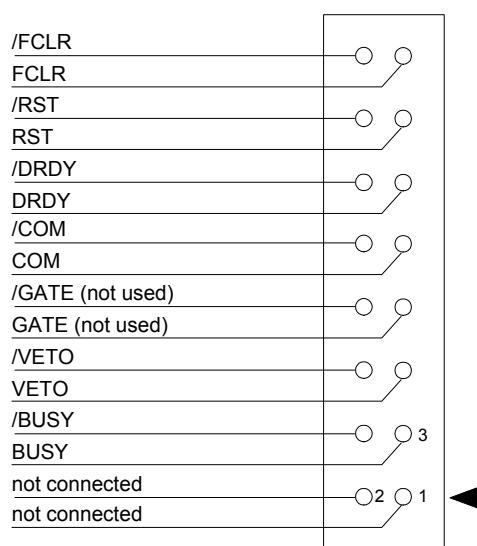 /FCLR
FCLR
/RST
RST
/DRDY
DRDY
/COM
COM
/GATE (not used)
GATE (not used)
/VETO
VETO
/BUSY
3
BUSY
not connected
2 1
not connected